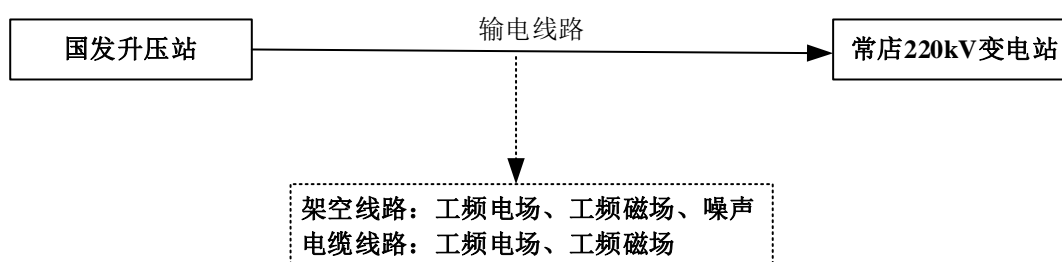 输电线路
国发升压站
常店220kV变电站
架空线路：工频电场、工频磁场、噪声
电缆线路：工频电场、工频磁场